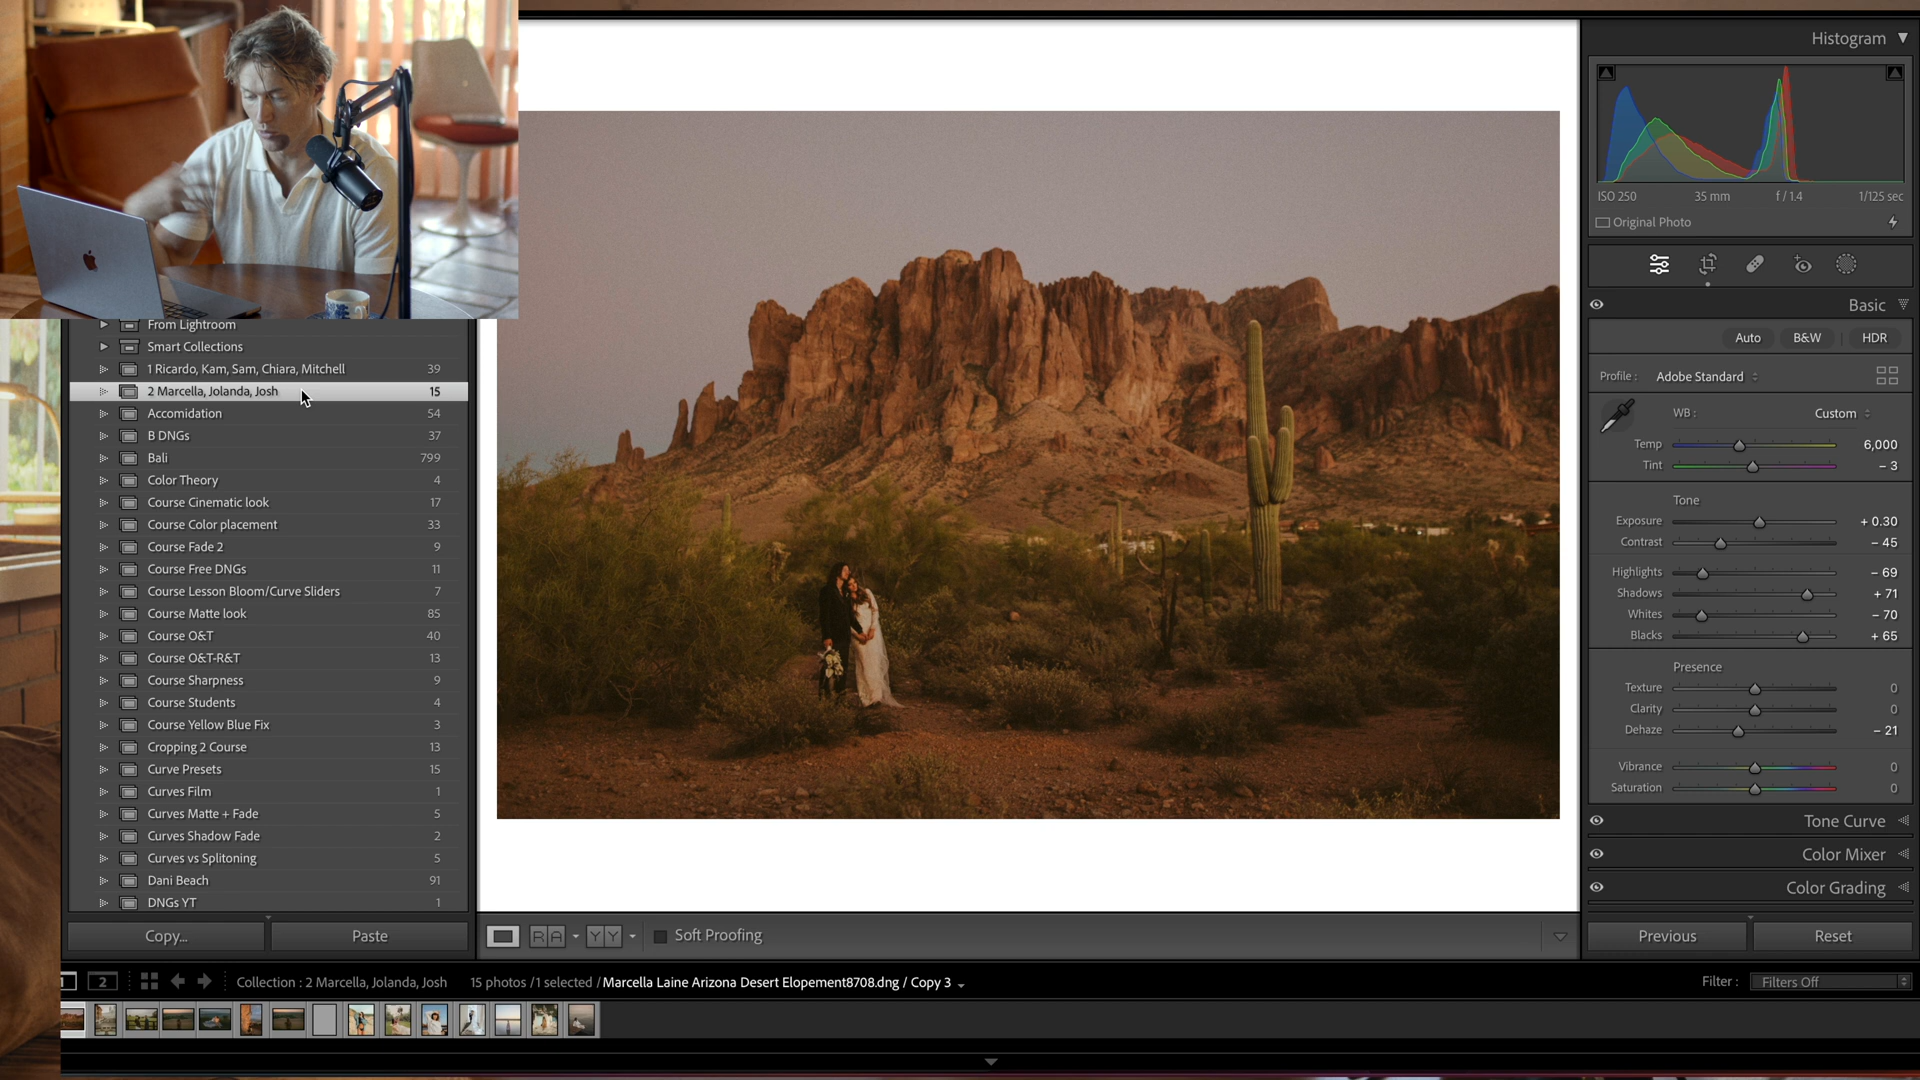 From Lightroom
Smart Collections
1 Ricardo, Kam, Sam, Chiara, Mitchell 39
2 Marcella, Jolanda, Josh 15
Accomidation 54
B DNGs 37
Bali 799
Color Theory 4
Course Cinematic look 17
Course Color placement 33
Course Fade 2 9
Course Free DNGs 11
Course Lesson Bloom/Curve Sliders 7
Course Matte look 85
Course O&T 40
Course O&T-R&T 13
Course Sharpness 9
Course Students 4
Course Yellow Blue Fix 3
Cropping 2 Course 13
Curve Presets 15
Curves Film 1
Curves Matte + Fade 5
Curves Shadow Fade 2
Curves vs Splitoning 5
Dani Beach 91
DNGs YT 1
Copy... Paste
R A Y Y Soft Proofing
Histogram
ISO 250 35 mm f / 1.4 1/125 sec
Original Photo
Basic
Auto B&W HDR
Profile : Adobe Standard
WB : Custom
Temp 6,000
Tint – 3
Tone
Exposure + 0.30
Contrast – 45
Highlights – 69
Shadows + 71
Whites – 70
Blacks + 65
Presence
Texture 0
Clarity 0
Dehaze – 21
Vibrance 0
Saturation 0
Tone Curve
Color Mixer
Color Grading
Previous Reset
2 Collection : 2 Marcella, Jolanda, Josh 15 photos / 1 selected / Marcella Laine Arizona Desert Elopement8708.dng / Copy 3 Filter : Filters Off